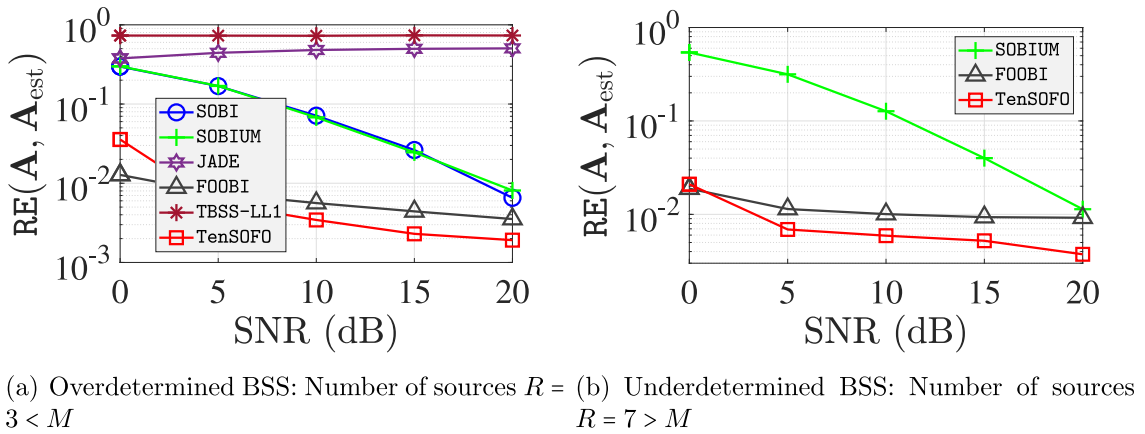 RE(A, A_est)
10^0
10^-1
10^-2
10^-3
SOBI
SOBIUM
JADE
FOOBI
TBSS-LL1
TenSOFO
0 5 10 15 20
SNR (dB)
(a) Overdetermined BSS: Number of sources R =
3 < M
RE(A, A_est)
10^0
10^-1
10^-2
SOBIUM
FOOBI
TenSOFO
0 5 10 15 20
SNR (dB)
(b) Underdetermined BSS: Number of sources
R = 7 > M